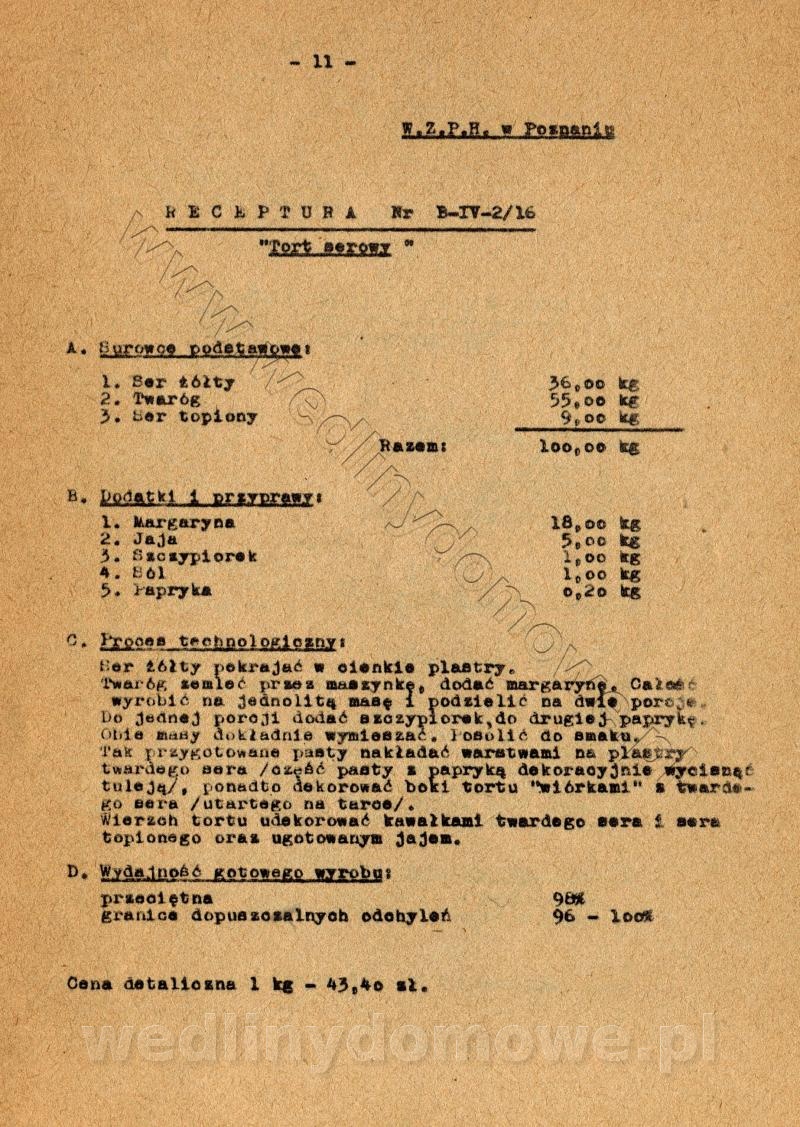 - 11 -
W.Z.P.H. w Poznaniu
R E C E P T U R A Nr B-IV-2/16
"Tort serowy "
A. Surowce podstawowe:
1. Ser żółty 36,00 kg
2. Twaróg 55,00 kg
3. Ser topiony 9,00 kg
Razem: 100,00 kg
B. Dodatki i przyprawy:
1. Margaryna 18,00 kg
2. Jaja 5,00 kg
3. Szczypiorek 1,00 kg
4. Sól 1,00 kg
5. Papryka 0,20 kg
C. Proces technologiczny:
Ser żółty pokrajać w cienkie plastry.
Twaróg zemleć przez maszynkę, dodać margarynę. Całość
wyrobić na jednolitą masę i podzielić na dwie porcje.
Do jednej porcji dodać szczypiorek,do drugiej paprykę.
Obie masy dokładnie wymieszać. Posolić do smaku.
Tak przygotowane pasty nakładać warstwami na plastry
twardego sera /część pasty z papryką dekoracyjnie wycisnąć
tuleją/, ponadto dekorować boki tortu "wiórkami" z twarde-
go sera /utartego na tarce/.
Wierzch tortu udekorować kawałkami twardego sera i sera
topionego oraz ugotowanym jajem.
D. Wydajność gotowego wyrobu:
przeciętna 98%
granice dopuszczalnych odchyleń 96 - 100%
Cena detaliczna 1 kg - 43,40 zł.
www.wedlinydomowe
wedlinydomowe.pl